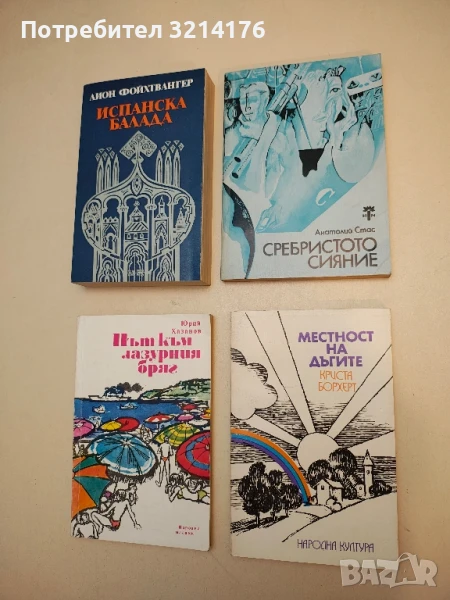 Потребител 3214176
ЛИОН ФОЙХТВАНГЕР
ИСПАНСКА
БАЛАДА
Анатолий Стас
СРЕБРИСТОТО
СИЯНИЕ
Юрий
Хазанов
Път към
лазурния
бряг
МЕСТНОСТ
НА
ДЪГИТЕ
КРИСТА
БОРХЕРТ
НАРОДНА КУЛТУРА
BAZAR